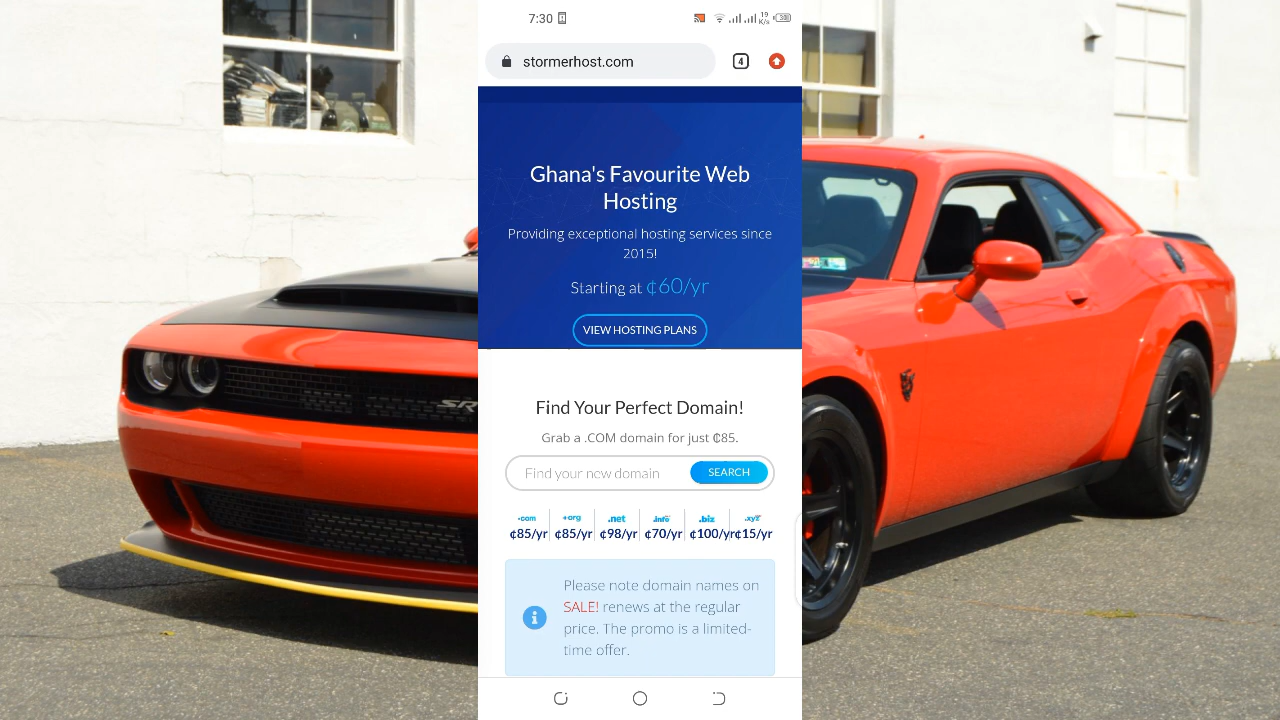 7:30
19
K/s
stormerhost.com
4
Ghana's Favourite Web
Hosting
Providing exceptional hosting services since
2015!
Starting at ₵60/yr
VIEW HOSTING PLANS
SR
Find Your Perfect Domain!
Grab a .COM domain for just ₵85.
Find your new domain
SEARCH
.com .org .net .info .biz .xyz
¢85/yr ¢85/yr ¢98/yr ¢70/yr ¢100/yr ¢15/yr
Please note domain names on
SALE! renews at the regular
price. The promo is a limited-
time offer.